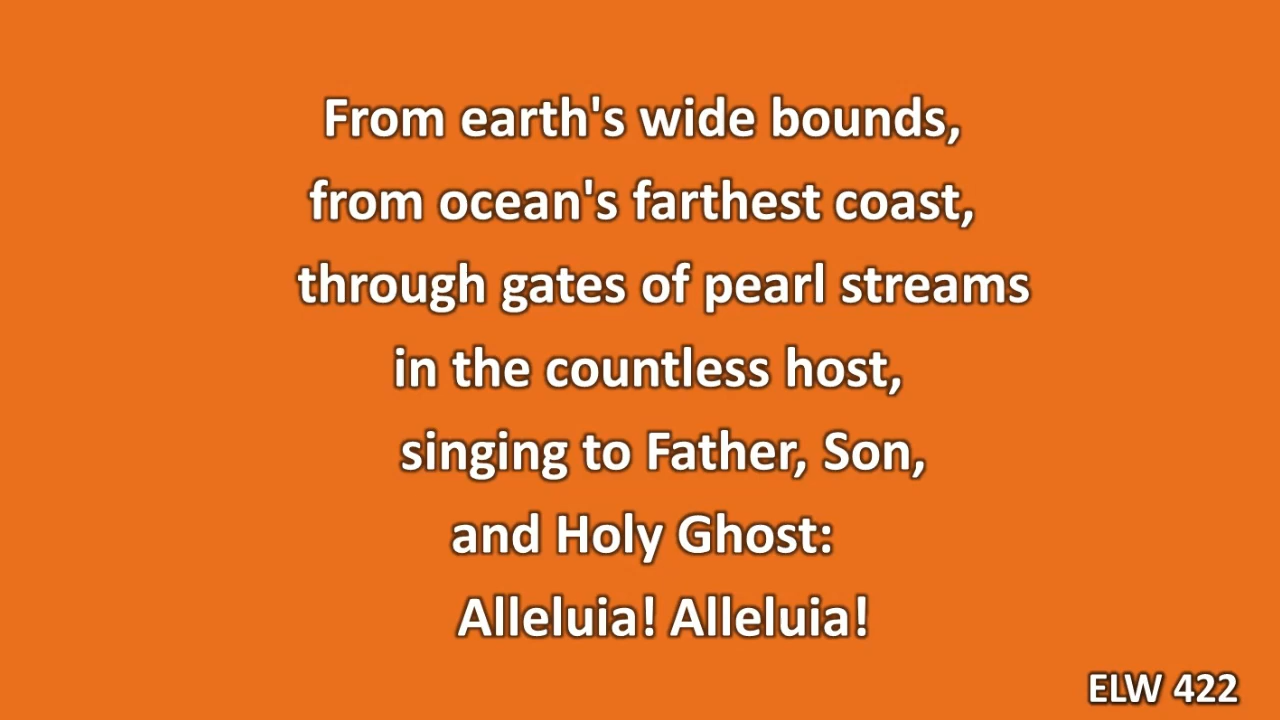 From earth's wide bounds,
from ocean's farthest coast,
through gates of pearl streams
in the countless host,
singing to Father, Son,
and Holy Ghost:
Alleluia! Alleluia!
ELW 422